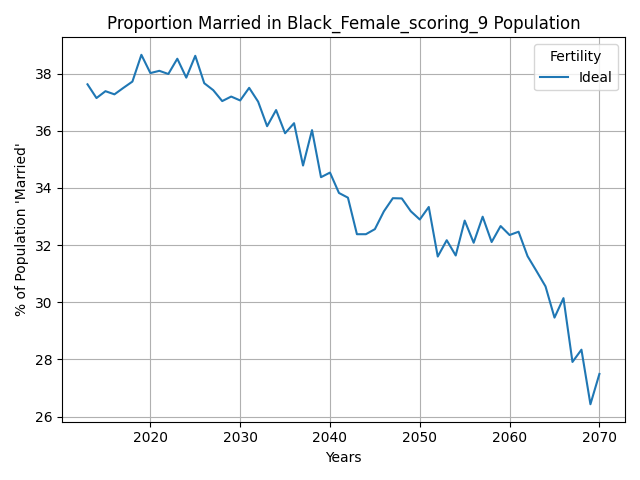 Proportion Married in Black_Female_scoring_9 Population
% of Population 'Married'
Fertility
Ideal
38
36
34
32
30
28
26
2020 2030 2040 2050 2060 2070
Years